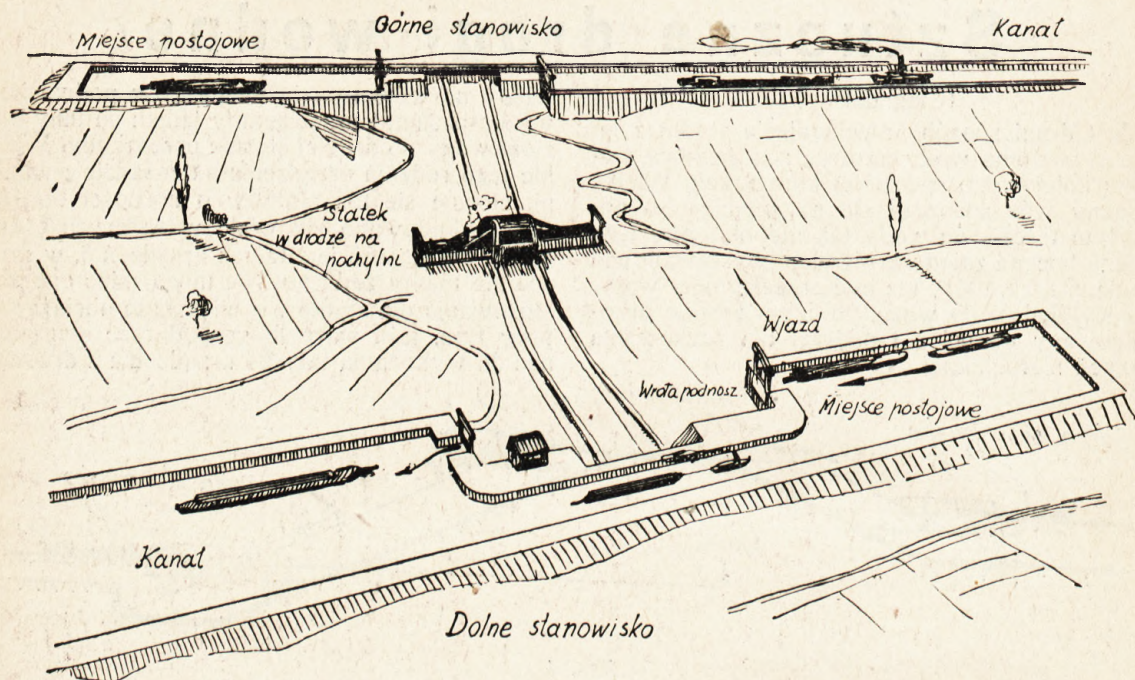 Miejsce postojowe
Górne stanowisko
Kanał
Statek
w drodze na
pochylni
Wjazd
Wrota podnosz.
Miejsce postojowe
Kanał
Dolne stanowisko